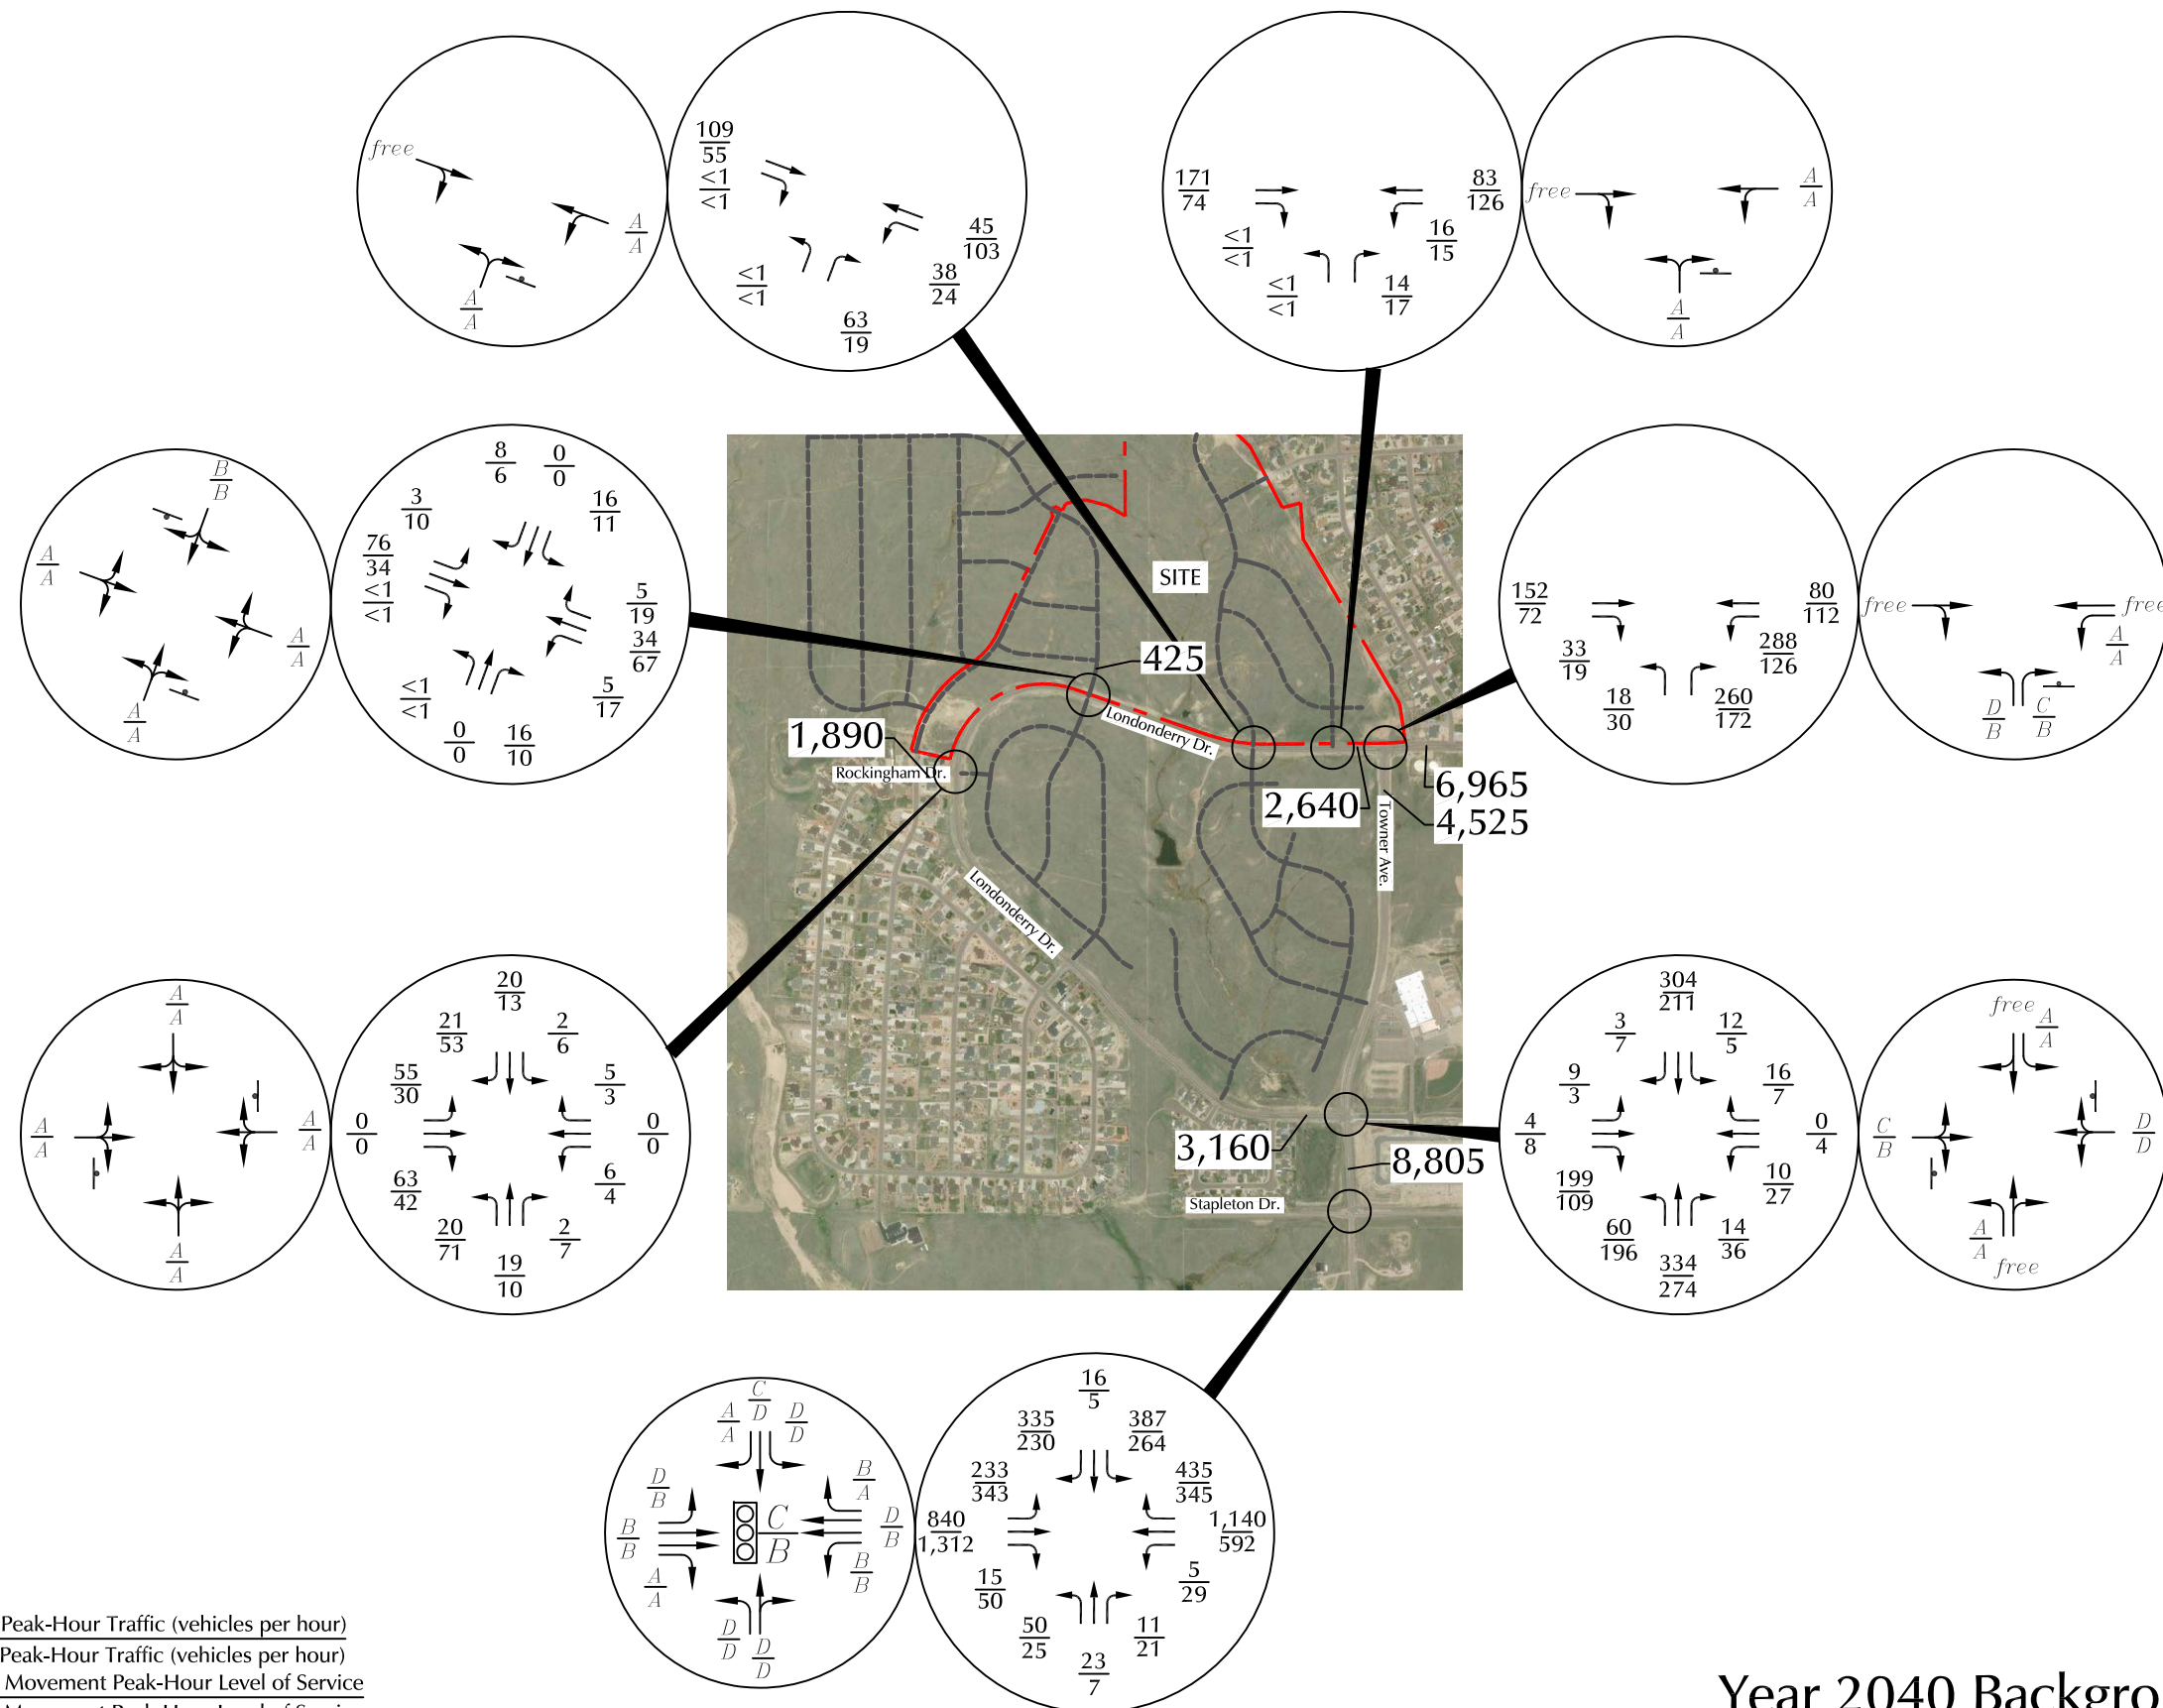 free
A
A
A
A
109
55
<1
<1
45
103
38
24
<1
<1
63
19
171
74
<1
<1
<1
<1
83
126
16
15
14
17
free
A
A
A
A
B
B
A
A
A
A
A
A
8
6
0
0
3
10
16
11
76
34
<1
<1
5
19
34
67
<1
<1
5
17
0
0
16
10
SITE
425
1,890
Rockingham Dr.
Londonderry Dr.
2,640
6,965
4,525
Towner Ave.
Londonderry Dr.
3,160
8,805
Stapleton Dr.
152
72
33
19
18
30
80
112
288
126
260
172
free
free
A
A
D
B
C
B
A
A
A
A
A
A
A
A
20
13
21
53
2
6
55
30
5
3
0
0
0
0
63
42
6
4
20
71
2
7
19
10
304
211
3
7
12
5
9
3
16
7
4
8
0
4
199
109
10
27
60
196
14
36
334
274
free
A
A
C
B
D
D
A
A
free
C
D
A
A
D
D
D
B
B
A
B
B
C
B
D
B
A
A
B
B
D
D
D
D
16
5
335
230
387
264
233
343
435
345
840
1,312
1,140
592
15
50
5
29
50
25
11
21
23
7
Peak-Hour Traffic (vehicles per hour)
Peak-Hour Traffic (vehicles per hour)
Movement Peak-Hour Level of Service
Movement Peak-Hour Level of Service
Year 2040 Backgro